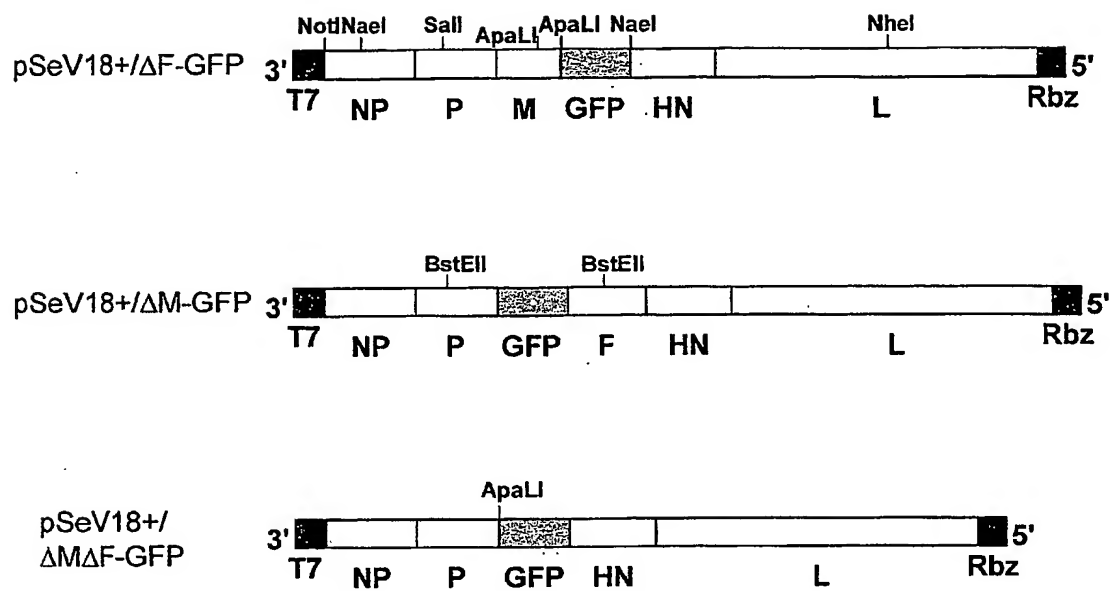 NotI NaeI SalI ApaLI ApaLI NaeI NheI
pSeV18+/ΔF-GFP 3' 5'
T7 NP P M GFP HN L Rbz
BstEII BstEII
pSeV18+/ΔM-GFP 3' 5'
T7 NP P GFP F HN L Rbz
ApaLI
pSeV18+/
ΔMΔF-GFP 3' 5'
T7 NP P GFP HN L Rbz